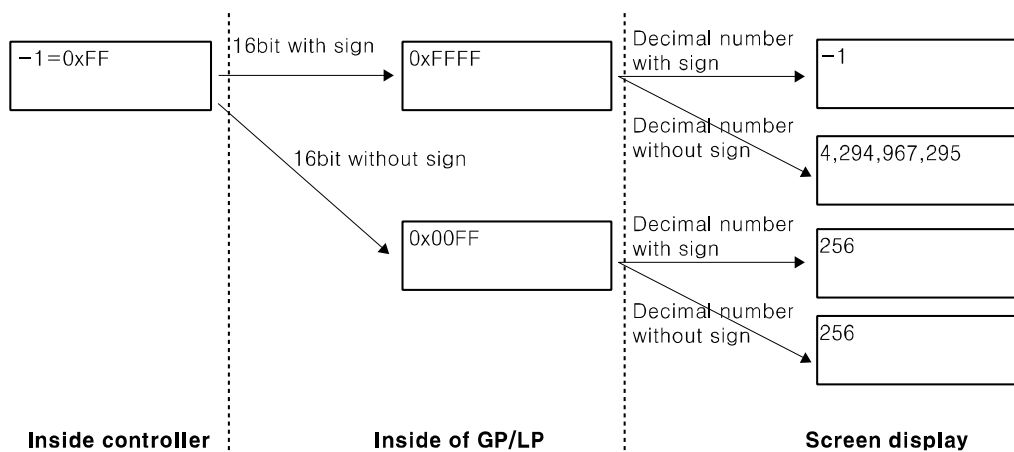 -1=0xFF
16bit with sign
16bit without sign
0xFFFF
0x00FF
Decimal number
with sign
Decimal number
without sign
Decimal number
with sign
Decimal number
without sign
-1
4,294,967,295
256
256
Inside controller
Inside of GP/LP
Screen display